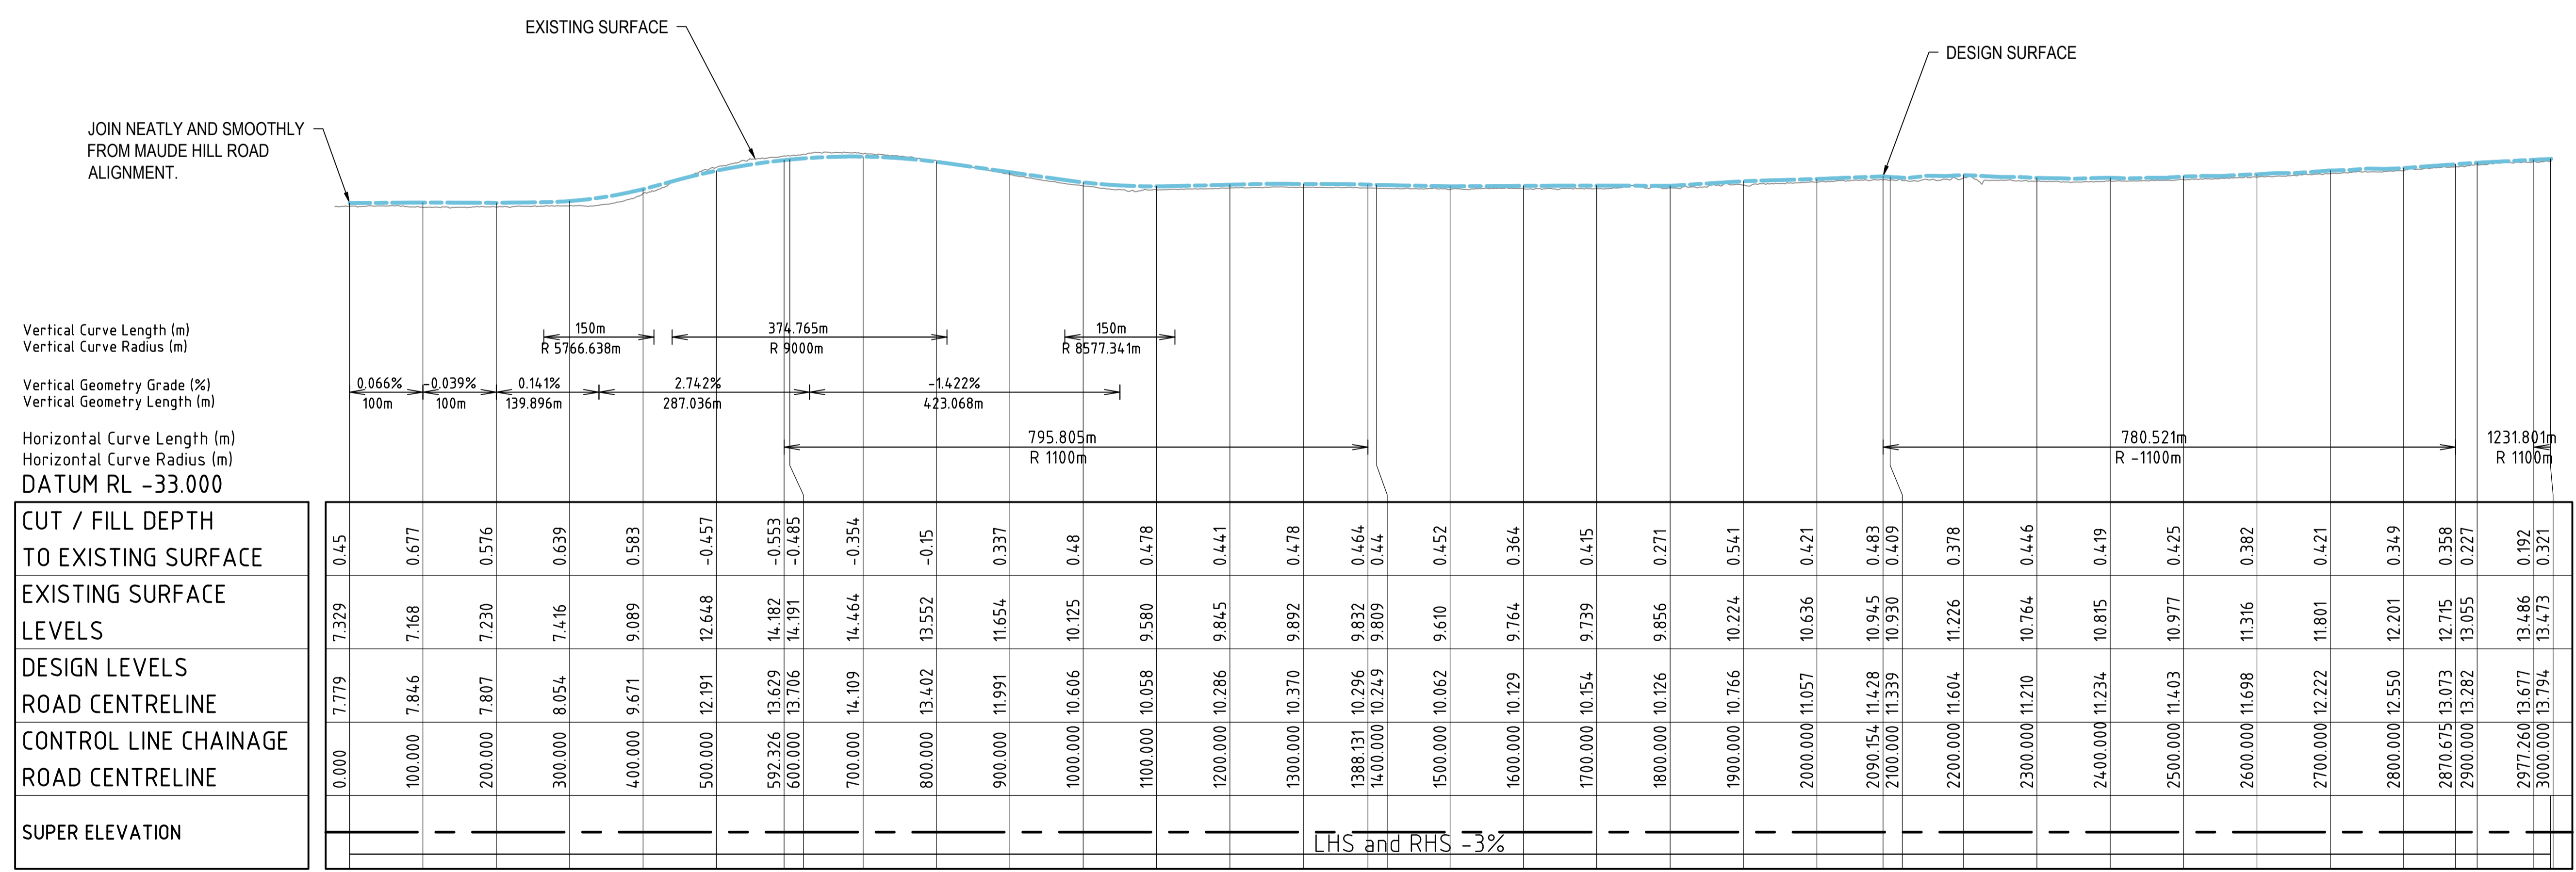 EXISTING SURFACE
DESIGN SURFACE
JOIN NEATLY AND SMOOTHLY
FROM MAUDE HILL ROAD
ALIGNMENT.
Vertical Curve Length (m)
150m 374.765m 150m
Vertical Curve Radius (m)
R 5766.638m R 9000m R 8577.341m
Vertical Geometry Grade (%)
0.066% -0.039% 0.141% 2.742% -1.422%
Vertical Geometry Length (m)
100m 100m 139.896m 287.036m 423.068m
Horizontal Curve Length (m)
795.805m 780.521m 1231.801m
Horizontal Curve Radius (m)
R 1100m R -1100m R 1100m
DATUM RL -33.000
CUT / FILL DEPTH
TO EXISTING SURFACE
0.45 0.677 0.576 0.639 0.583 -0.457 -0.553 -0.485 -0.354 -0.15 0.337 0.48 0.478 0.441 0.478 0.464 0.44 0.452 0.364 0.415 0.271 0.541 0.421 0.483 0.409 0.378 0.446 0.419 0.425 0.382 0.421 0.349 0.358 0.227 0.192 0.321
EXISTING SURFACE
LEVELS
7.329 7.168 7.230 7.416 9.089 12.648 14.182 14.191 14.464 13.552 11.654 10.125 9.580 9.845 9.892 9.832 9.809 9.610 9.764 9.739 9.856 10.224 10.636 10.945 10.930 11.226 10.764 10.815 10.977 11.316 11.801 12.201 12.715 13.055 13.486 13.473
DESIGN LEVELS
ROAD CENTRELINE
7.779 7.846 7.807 8.054 9.671 12.191 13.629 13.706 14.109 13.402 11.991 10.606 10.058 10.286 10.370 10.296 10.249 10.062 10.129 10.154 10.126 10.766 11.057 11.428 11.339 11.604 11.210 11.234 11.403 11.698 12.222 12.550 13.073 13.282 13.677 13.794
CONTROL LINE CHAINAGE
ROAD CENTRELINE
0.000 100.000 200.000 300.000 400.000 500.000 592.326 600.000 700.000 800.000 900.000 1000.000 1100.000 1200.000 1300.000 1388.131 1400.000 1500.000 1600.000 1700.000 1800.000 1900.000 2000.000 2090.154 2100.000 2200.000 2300.000 2400.000 2500.000 2600.000 2700.000 2800.000 2870.675 2900.000 2977.260 3000.000
SUPER ELEVATION
LHS and RHS -3%